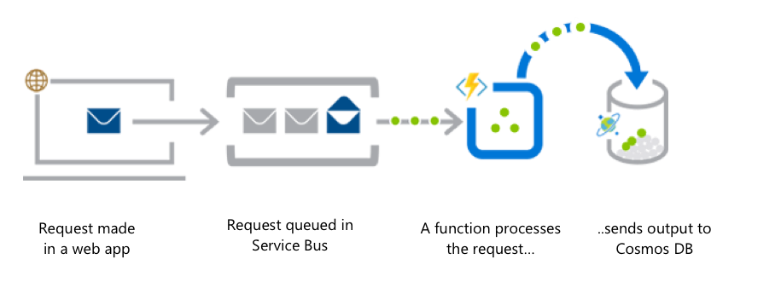 Request made
in a web app
Request queued in
Service Bus
A function processes
the request...
..sends output to
Cosmos DB